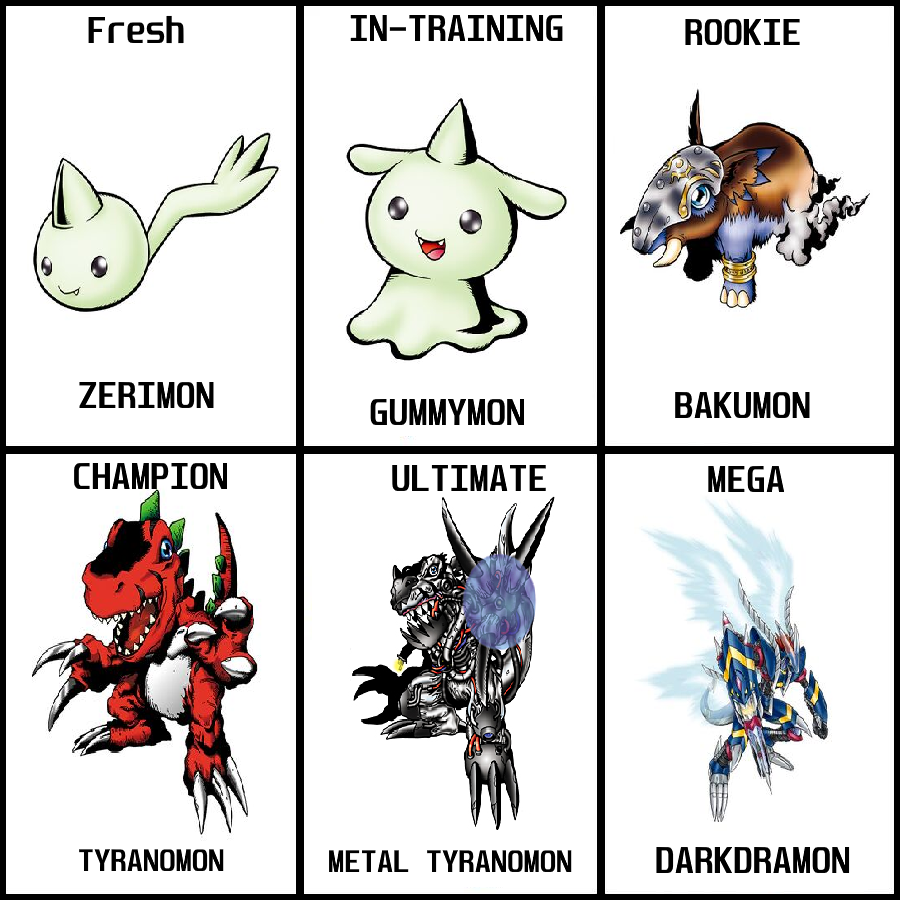 Fresh
ZERIMON
IN-TRAINING
GUMMYMON
ROOKIE
BAKUMON
CHAMPION
TYRANOMON
ULTIMATE
METAL TYRANOMON
MEGA
DARKDRAMON